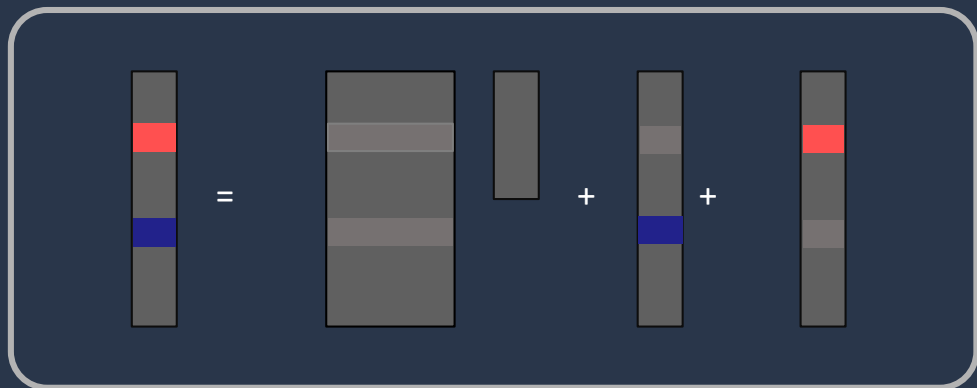 = + +